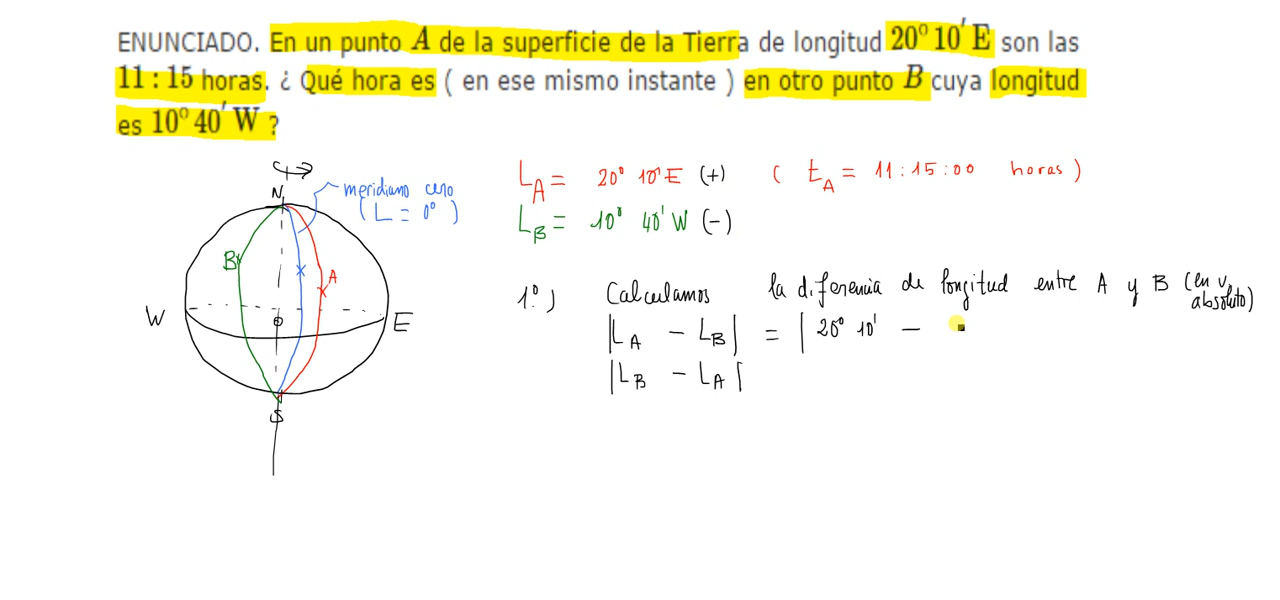 ENUNCIADO. En un punto A de la superficie de la Tierra de longitud 20° 10′ E son las
11 : 15 horas. ¿ Qué hora es ( en ese mismo instante ) en otro punto B cuya longitud
es 10° 40′ W ?
L_A = 20° 10' E (+) ( t_A = 11:15:00 horas )
L_B = 10° 40' W (-)
N
meridiano cero
( L = 0° )
B
A
W
E
S
1º) Calculamos la diferencia de longitud entre A y B (en v. absoluto)
|L_A - L_B| = | 20° 10' -
|L_B - L_A|